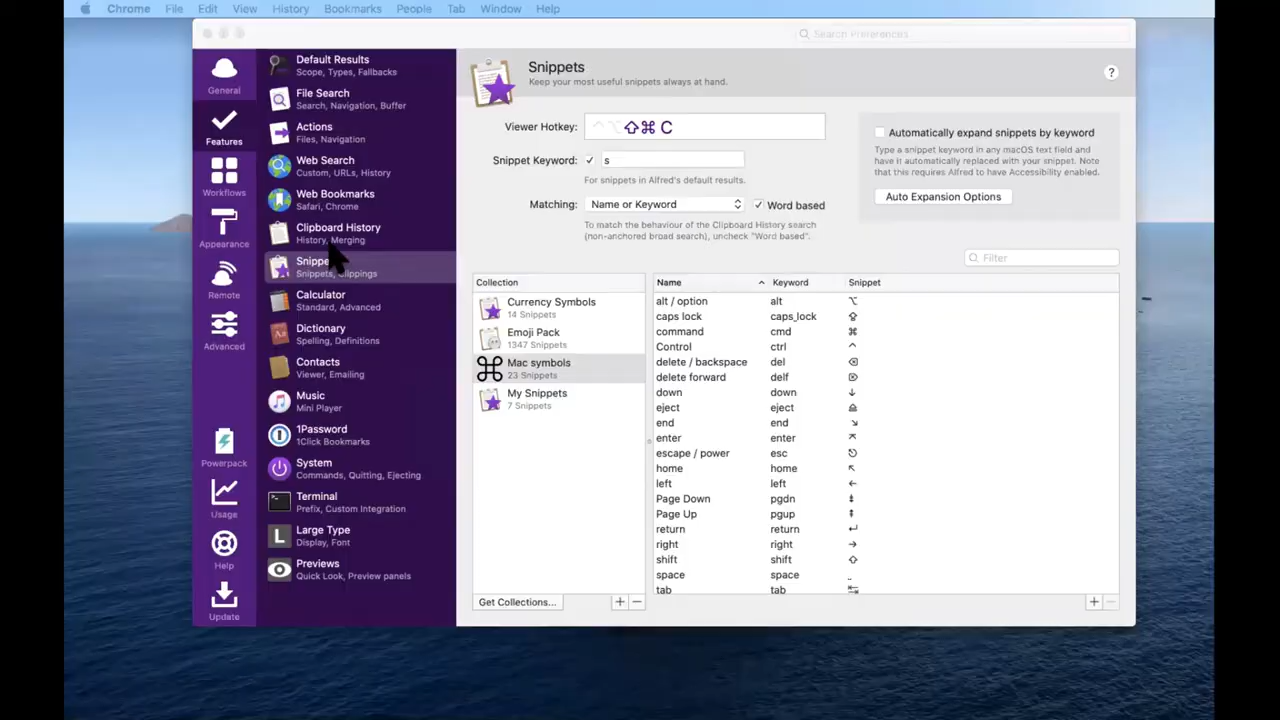 Chrome File Edit View History Bookmarks People Tab Window Help
Search Preferences
General
Features
Workflows
Appearance
Remote
Advanced
Powerpack
Usage
Help
Update
Default Results
Scope, Types, Fallbacks
File Search
Search, Navigation, Buffer
Actions
Files, Navigation
Web Search
Custom, URLs, History
Web Bookmarks
Safari, Chrome
Clipboard History
History, Merging
Snippets, Clippings
Calculator
Standard, Advanced
Dictionary
Spelling, Definitions
Contacts
Viewer, Emailing
Music
Mini Player
1Password
1Click Bookmarks
System
Commands, Quitting, Ejecting
Terminal
Prefix, Custom Integration
Large Type
Display, Font
Previews
Quick Look, Preview panels
Snippets
Keep your most useful snippets always at hand.
?
Viewer Hotkey: ^⌥⇧⌘ C
Snippet Keyword: s
For snippets in Alfred's default results.
Matching: Name or Keyword Word based
To match the behaviour of the Clipboard History search
(non-anchored broad search), uncheck "Word based".
Automatically expand snippets by keyword
Type a snippet keyword in any macOS text field and
have it automatically replaced with your snippet. Note
that this requires Alfred to have Accessibility enabled.
Auto Expansion Options
Filter
Collection
Currency Symbols
14 Snippets
Emoji Pack
1347 Snippets
Mac symbols
23 Snippets
My Snippets
7 Snippets
Get Collections... + −
Name Keyword Snippet
alt / option alt ⌥
caps lock caps_lock ⇪
command cmd ⌘
Control ctrl ^
delete / backspace del ⌫
delete forward delf ⌦
down down ↓
eject eject ⏏
end end ↘
enter enter ⌤
escape / power esc ⎋
home home ↖
left left ←
Page Down pgdn ⇟
Page Up pgup ⇞
return return ↩
right right →
shift shift ⇧
space space ⎵
tab tab ↹
+ −